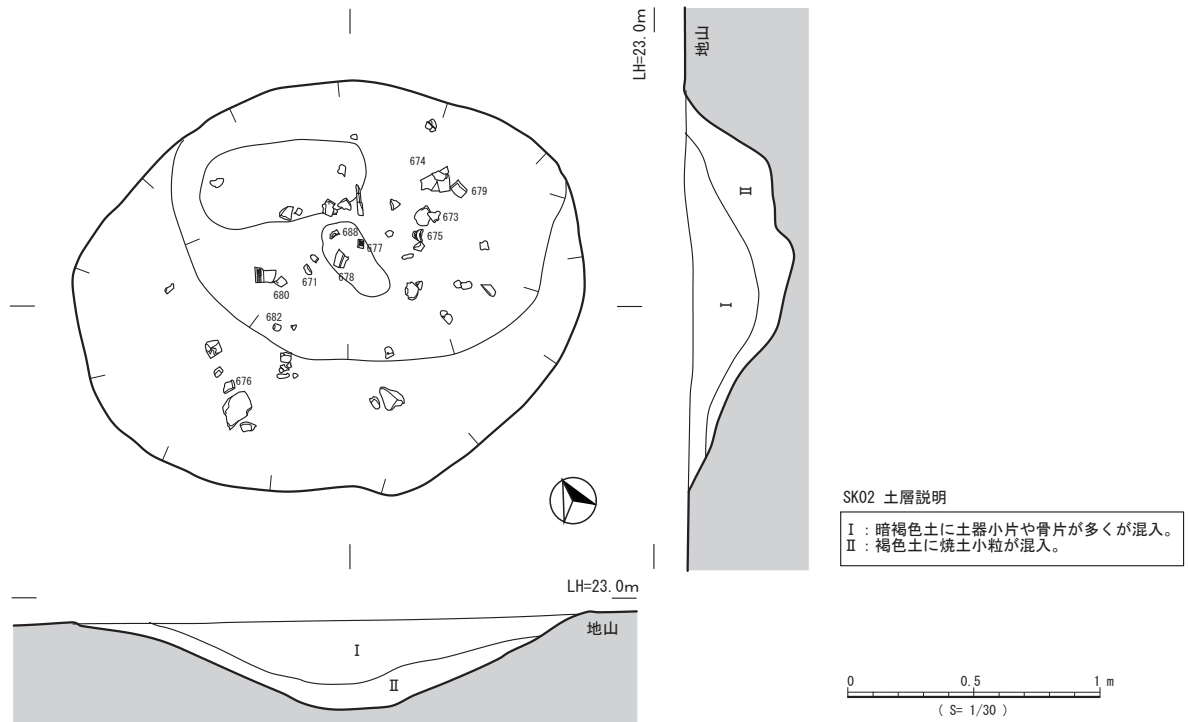 LH=23.0m
地山
674
679
673
675
688
677
671
678
680
682
676
Ⅱ
Ⅰ
SK02 土層説明
Ⅰ：暗褐色土に土器小片や骨片が多くが混入。
Ⅱ：褐色土に焼土小粒が混入。
LH=23.0m
地山
Ⅰ
Ⅱ
0 0.5 1 m
( S= 1/30 )